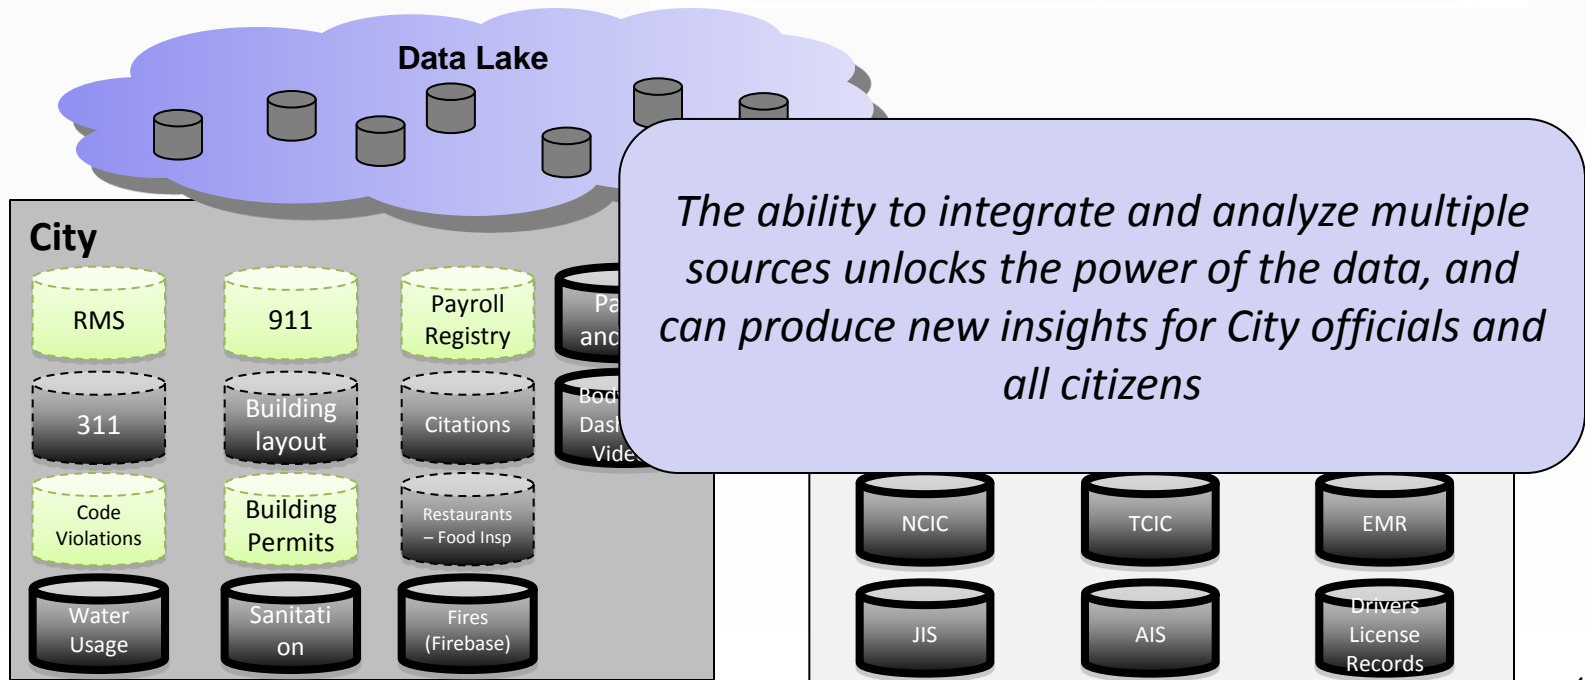 Data Lake
The ability to integrate and analyze multiple
sources unlocks the power of the data, and
can produce new insights for City officials and
all citizens
City
RMS
911
Payroll
Registry
311
Building
layout
Citations
Code
Violations
Building
Permits
Restaurants
– Food Insp
Water
Usage
Sanitati
on
Fires
(Firebase)
NCIC
TCIC
EMR
JIS
AIS
Drivers
License
Records